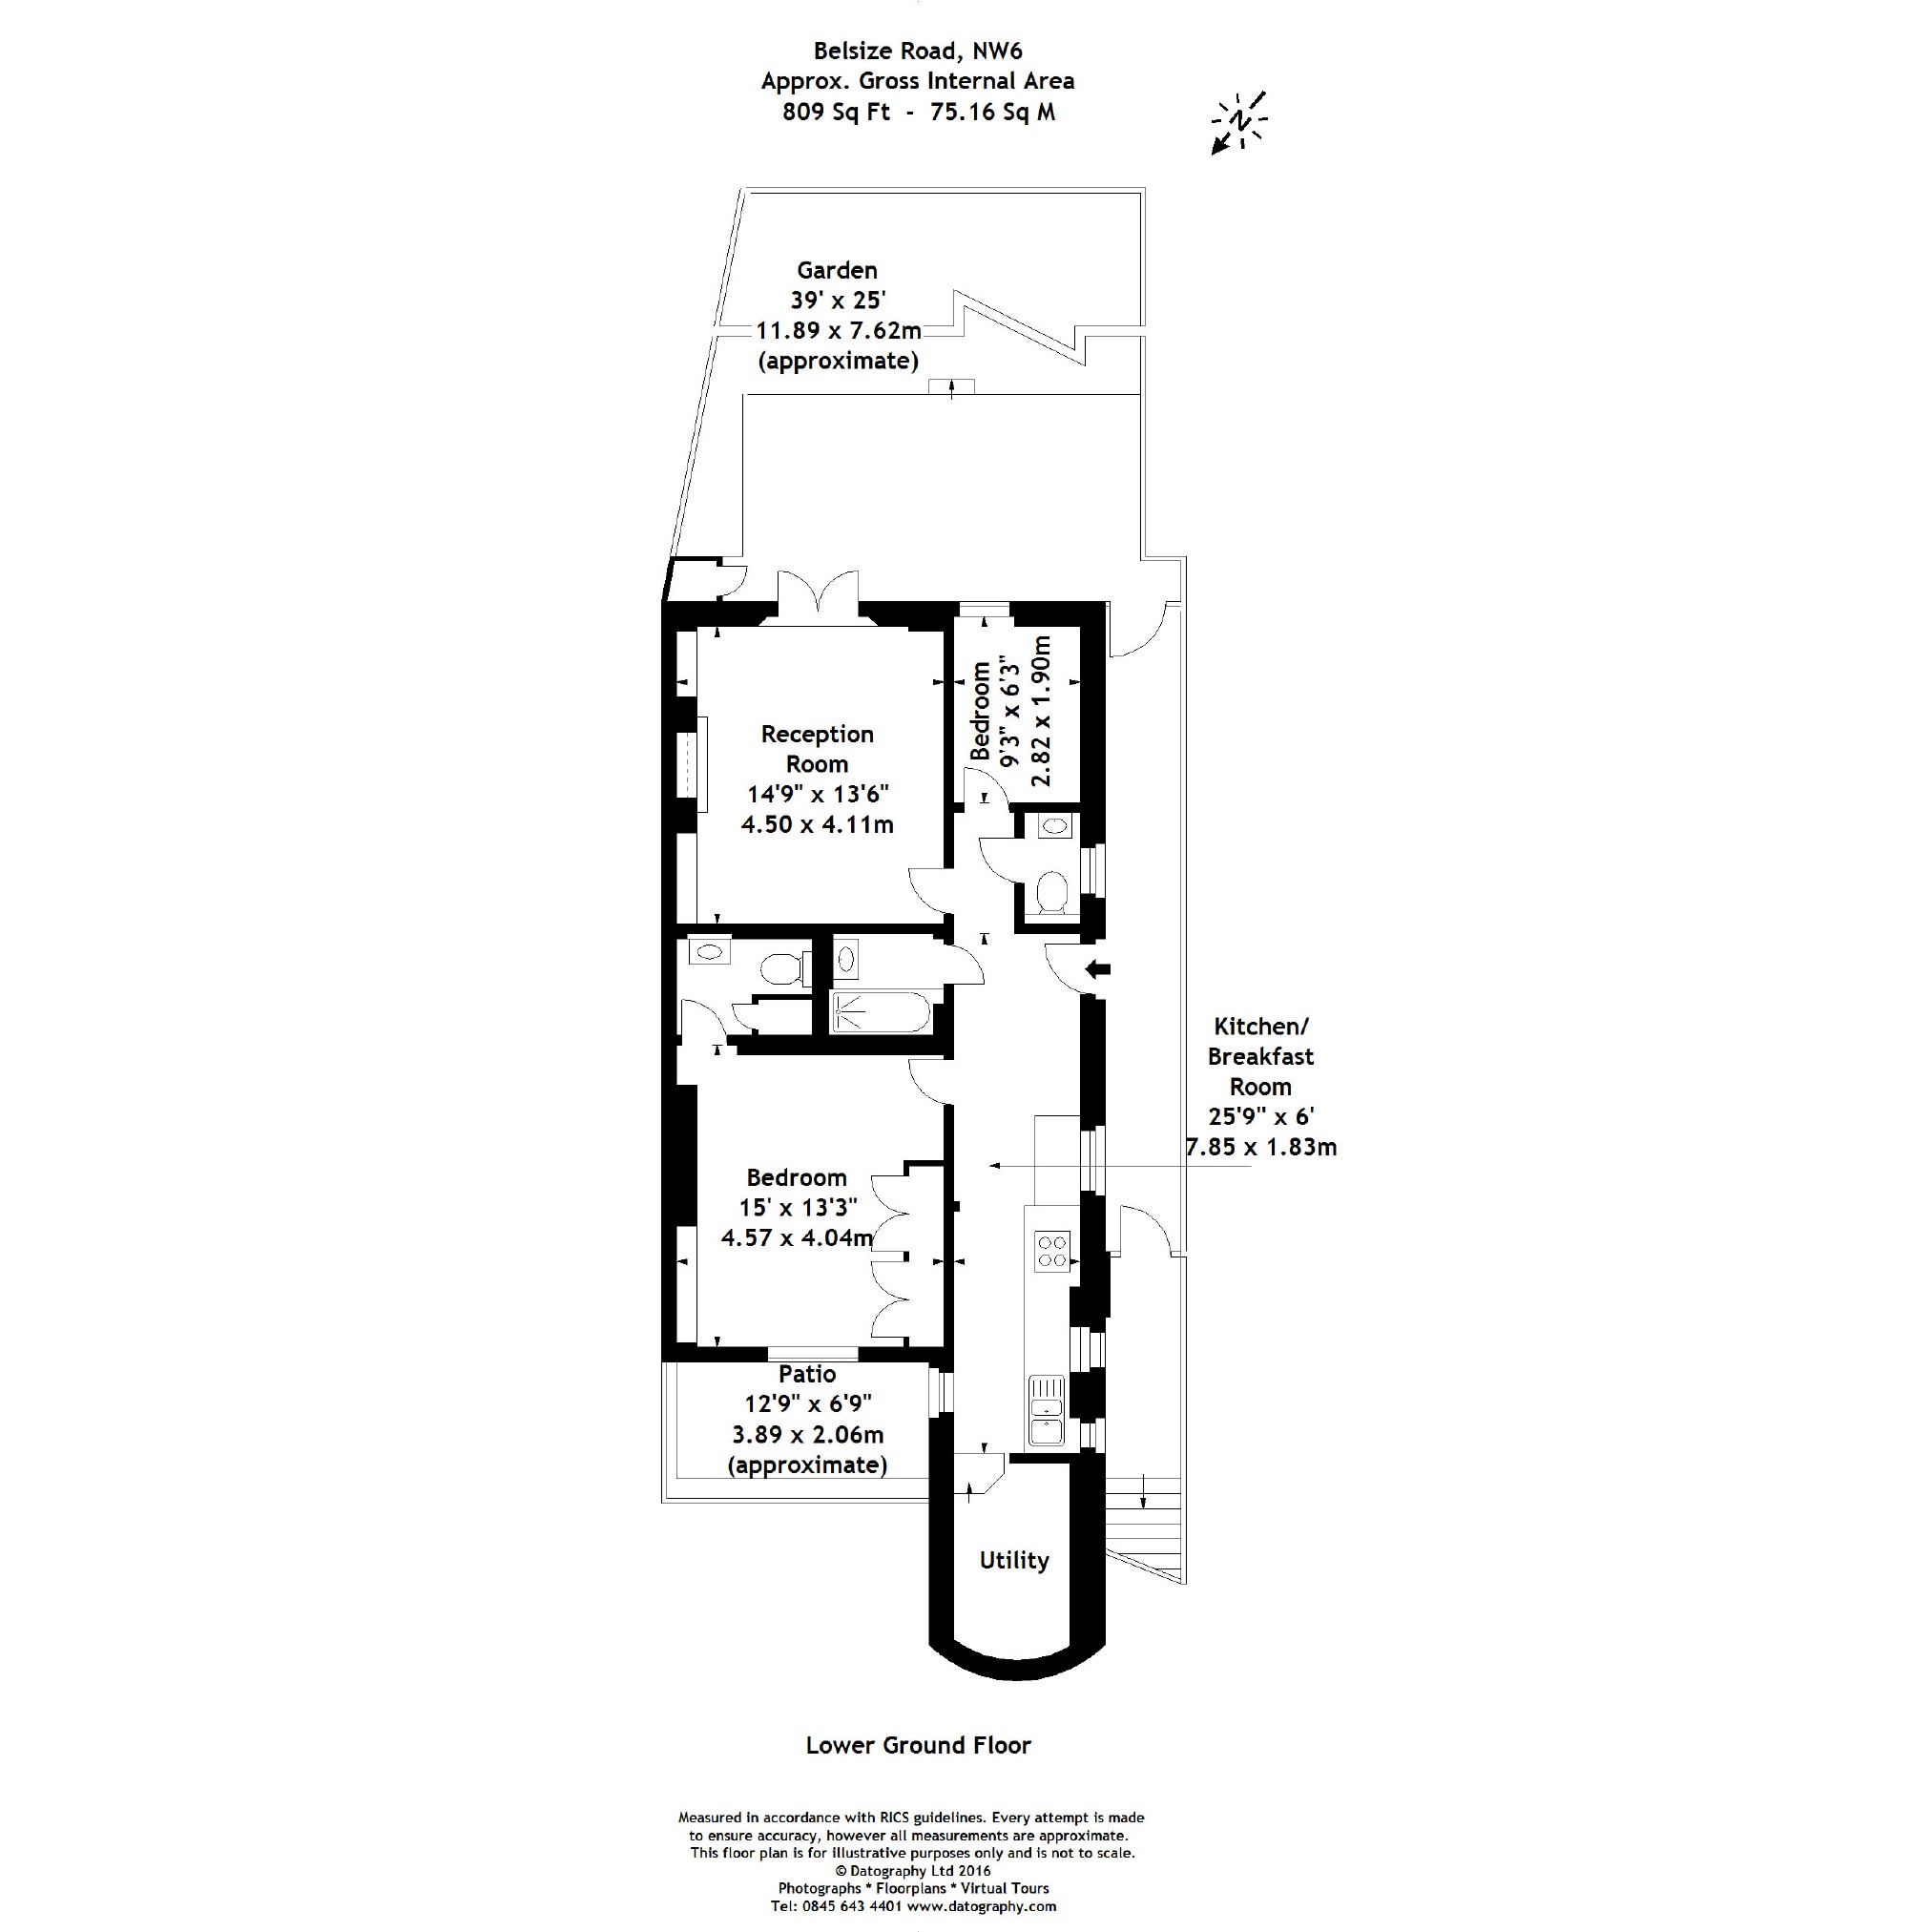 Belsize Road, NW6
Approx. Gross Internal Area
809 Sq Ft - 75.16 Sq M
N
Garden
39' x 25'
11.89 x 7.62m
(approximate)
Reception
Room
14'9" x 13'6"
4.50 x 4.11m
Bedroom
9'3" x 6'3"
2.82 x 1.90m
Kitchen/
Breakfast
Room
25'9" x 6'
7.85 x 1.83m
Bedroom
15' x 13'3"
4.57 x 4.04m
Patio
12'9" x 6'9"
3.89 x 2.06m
(approximate)
Utility
Lower Ground Floor
Measured in accordance with RICS guidelines. Every attempt is made
to ensure accuracy, however all measurements are approximate.
This floor plan is for illustrative purposes only and is not to scale.
© Datography Ltd 2016
Photographs * Floorplans * Virtual Tours
Tel: 0845 643 4401 www.datography.com